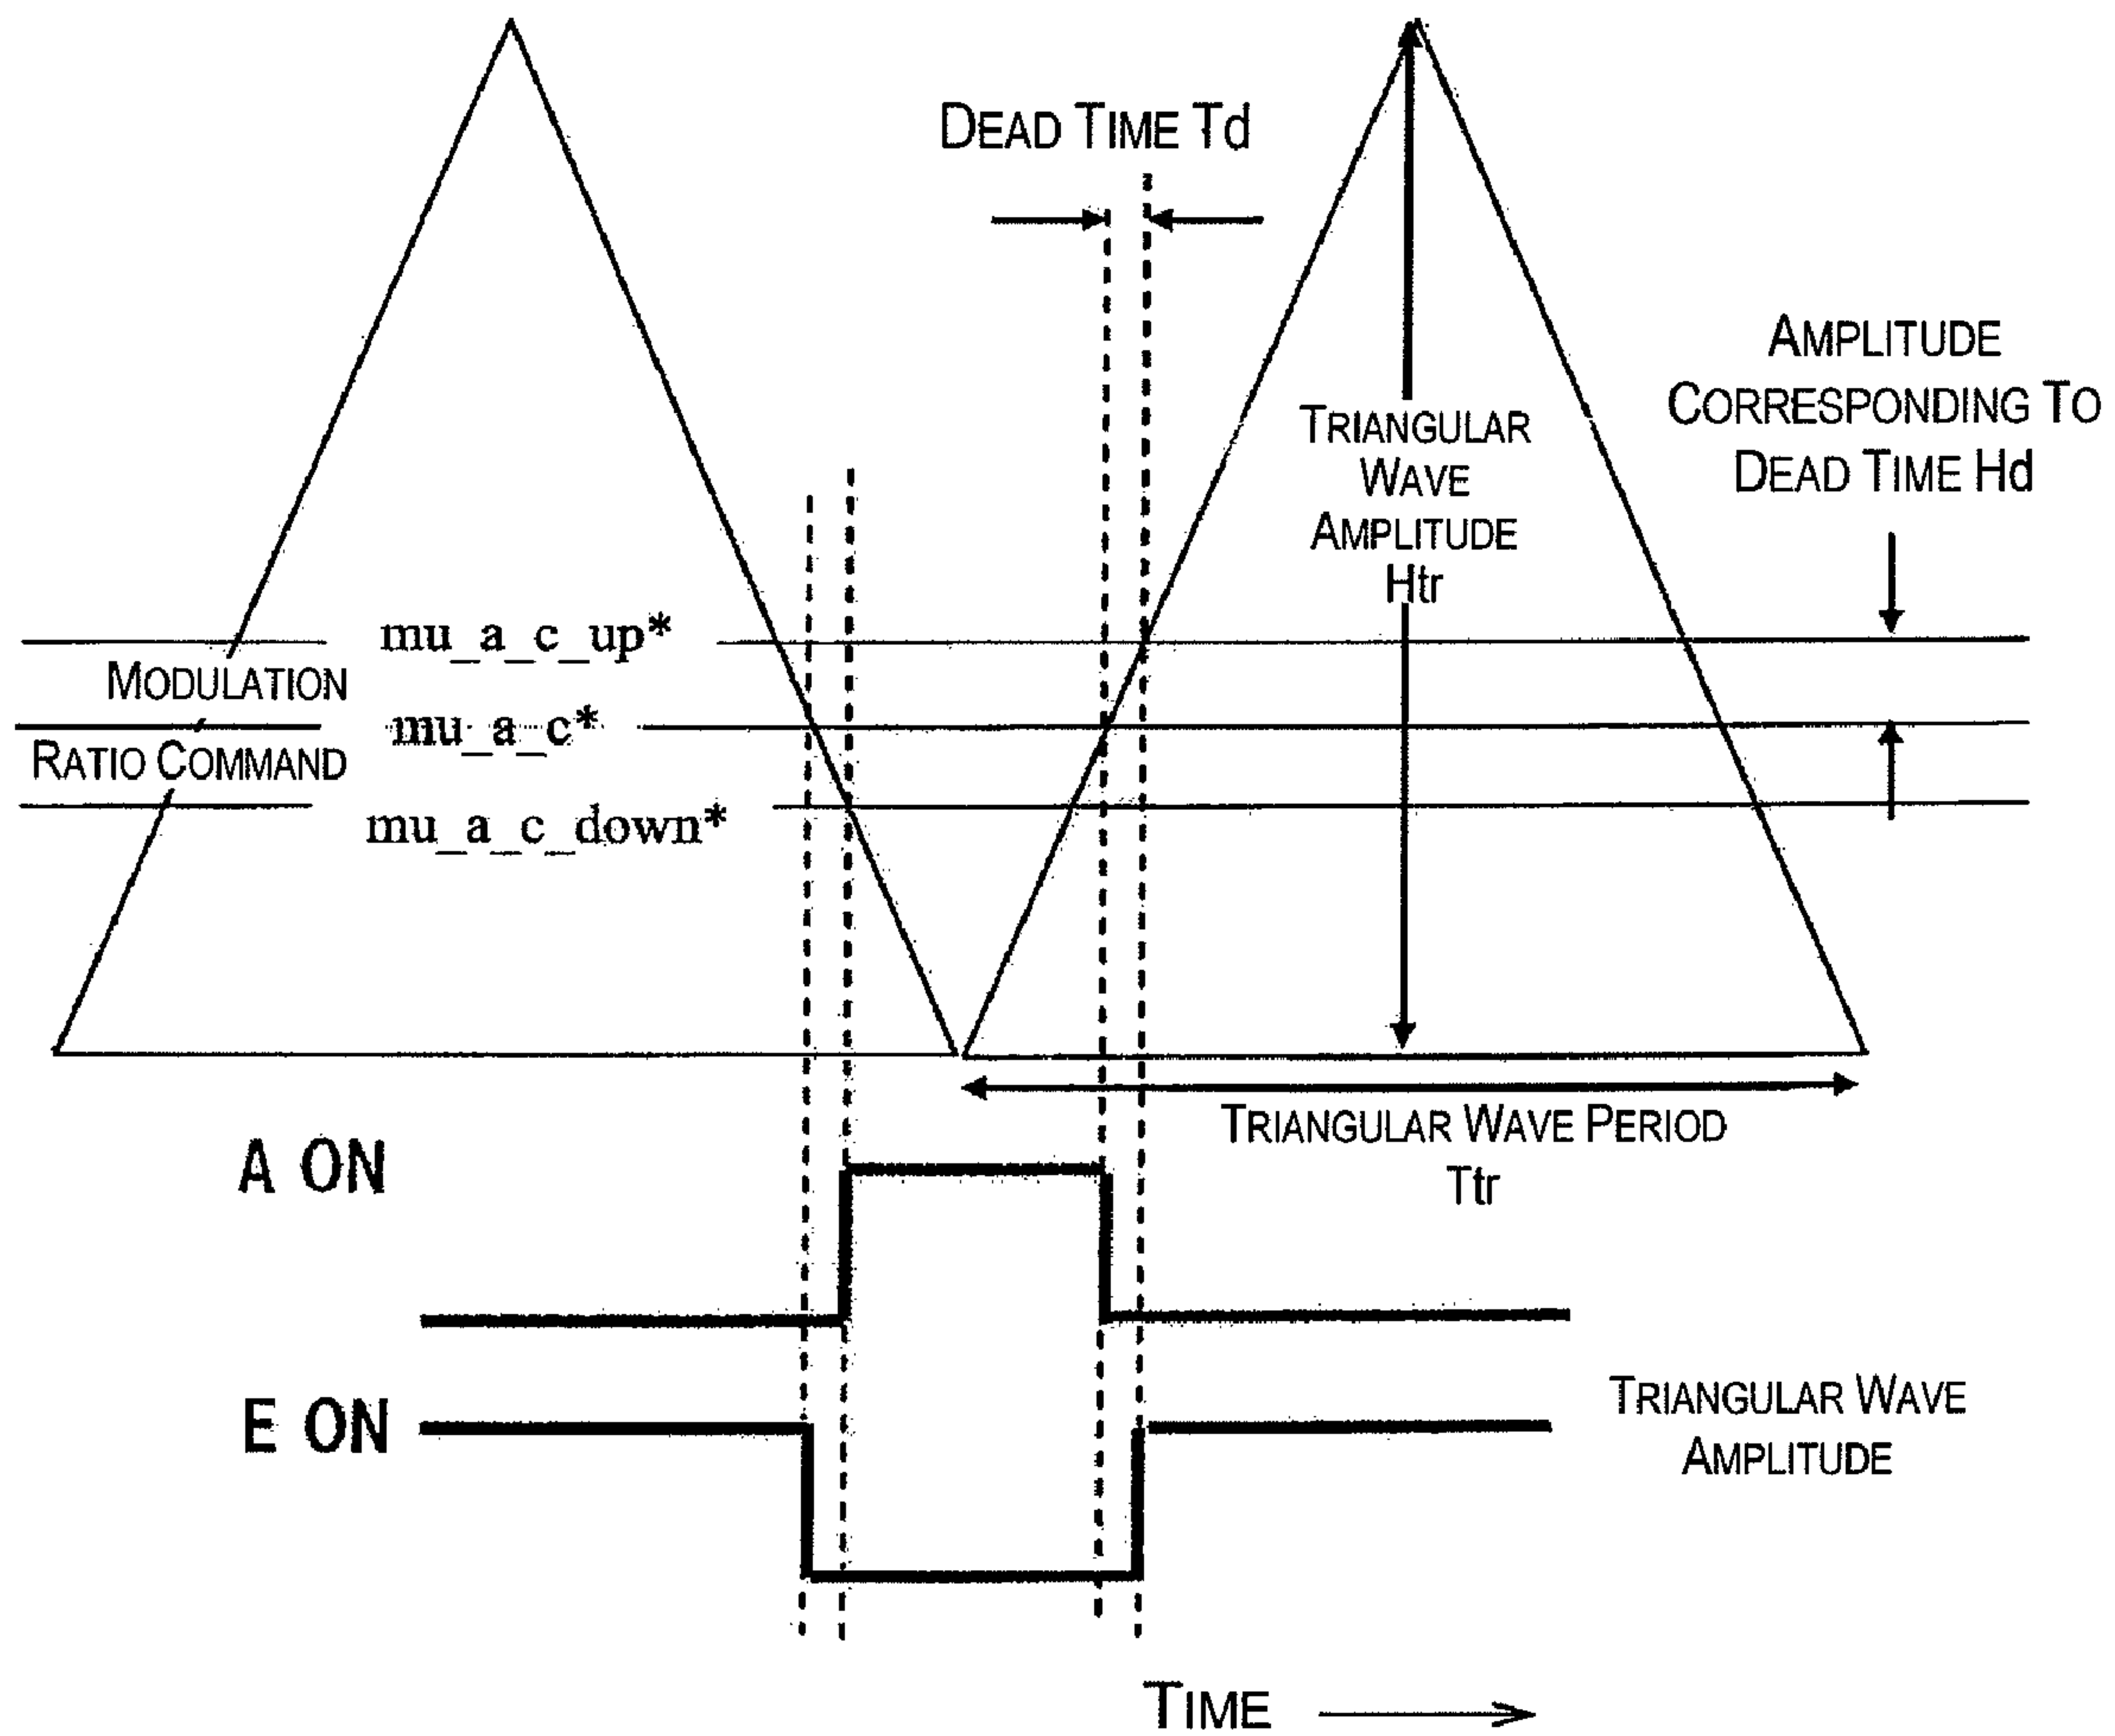 DEAD TIME Td
AMPLITUDE
CORRESPONDING TO
DEAD TIME Hd
TRIANGULAR
WAVE
AMPLITUDE
Htr
mu_a_c_up*
MODULATION
mu_a_c*
RATIO COMMAND
mu_a_c_down*
TRIANGULAR WAVE PERIOD
Ttr
A ON
E ON
TRIANGULAR WAVE
AMPLITUDE
TIME